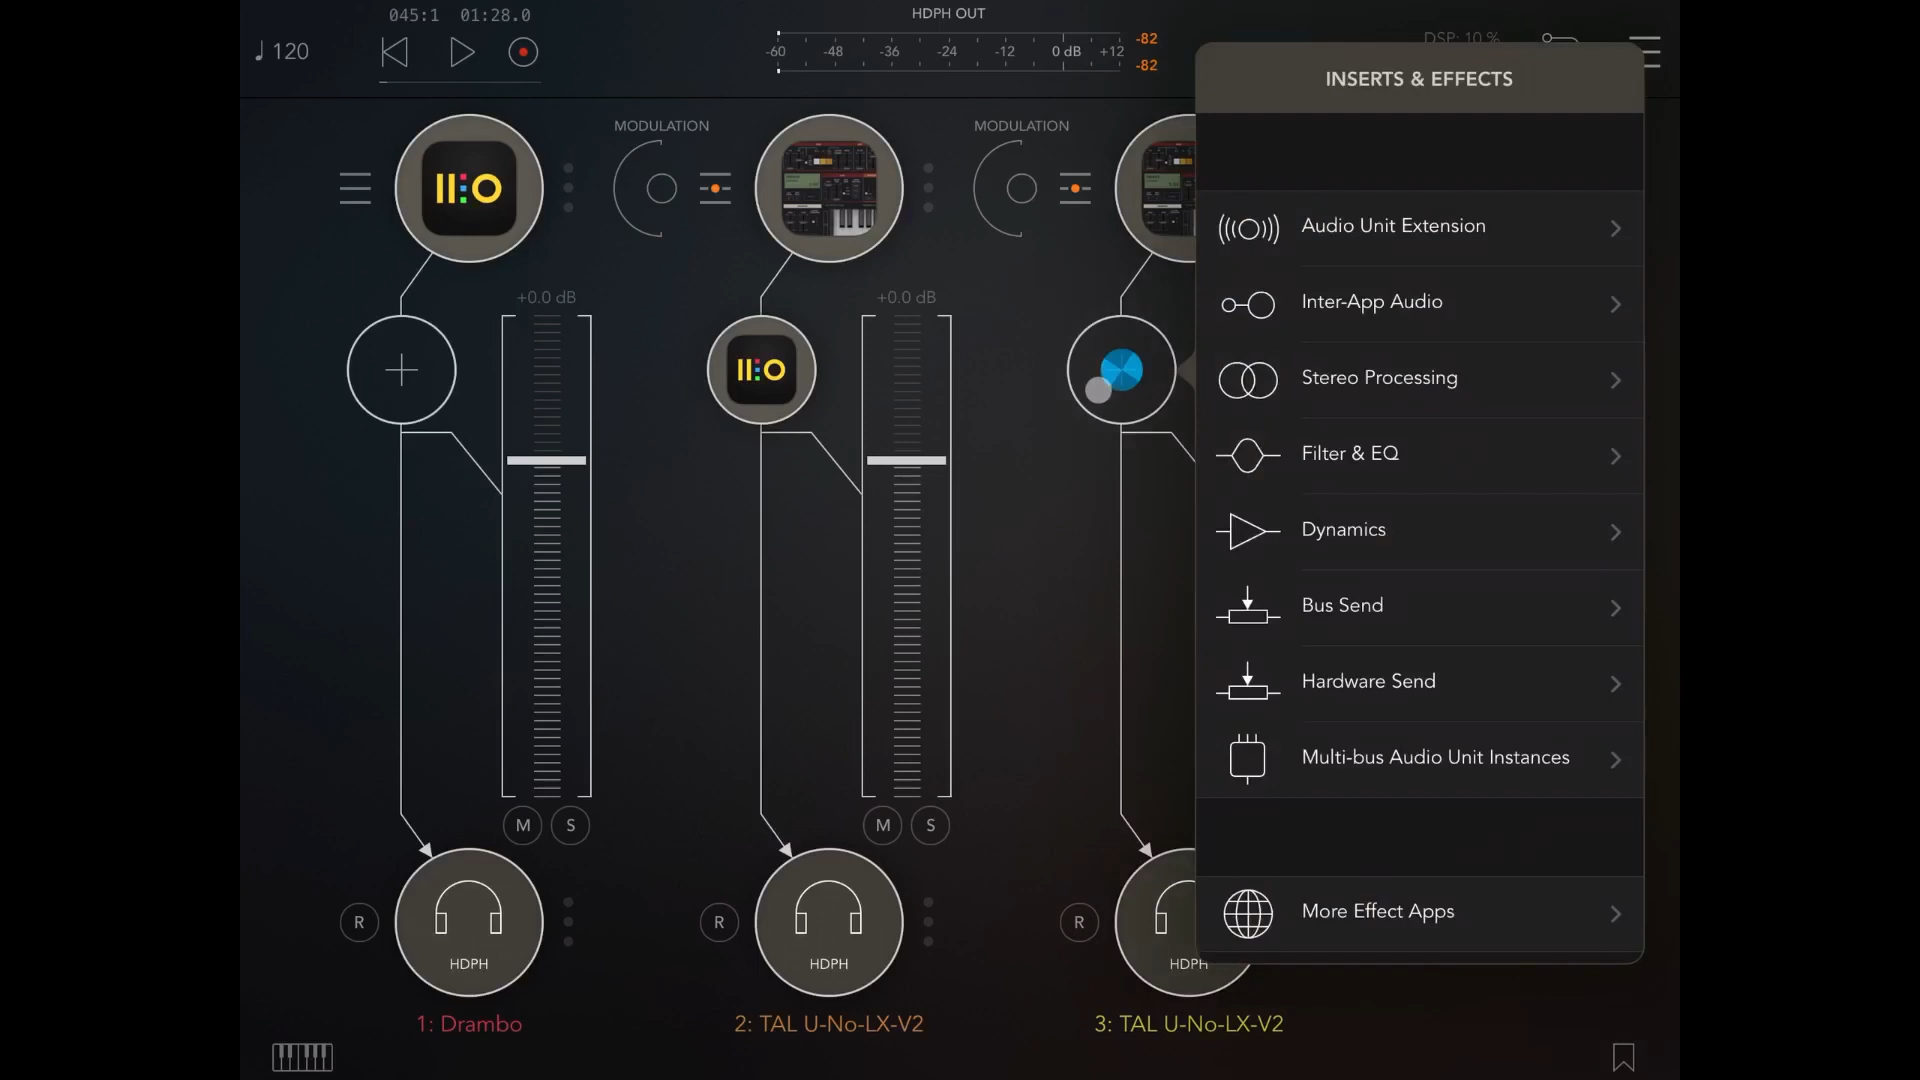 045:1 01:28.0
HDPH OUT
120
-60 -48 -36 -24 -12 0 dB +12
-82
-82
DSP: 10 %
INSERTS & EFFECTS
MODULATION
MODULATION
Audio Unit Extension
Inter-App Audio
+0.0 dB
+0.0 dB
Stereo Processing
Filter & EQ
Dynamics
Bus Send
Hardware Send
Multi-bus Audio Unit Instances
M S
M S
More Effect Apps
R
R
R
HDPH
HDPH
HDPH
1: Drambo
2: TAL U-No-LX-V2
3: TAL U-No-LX-V2